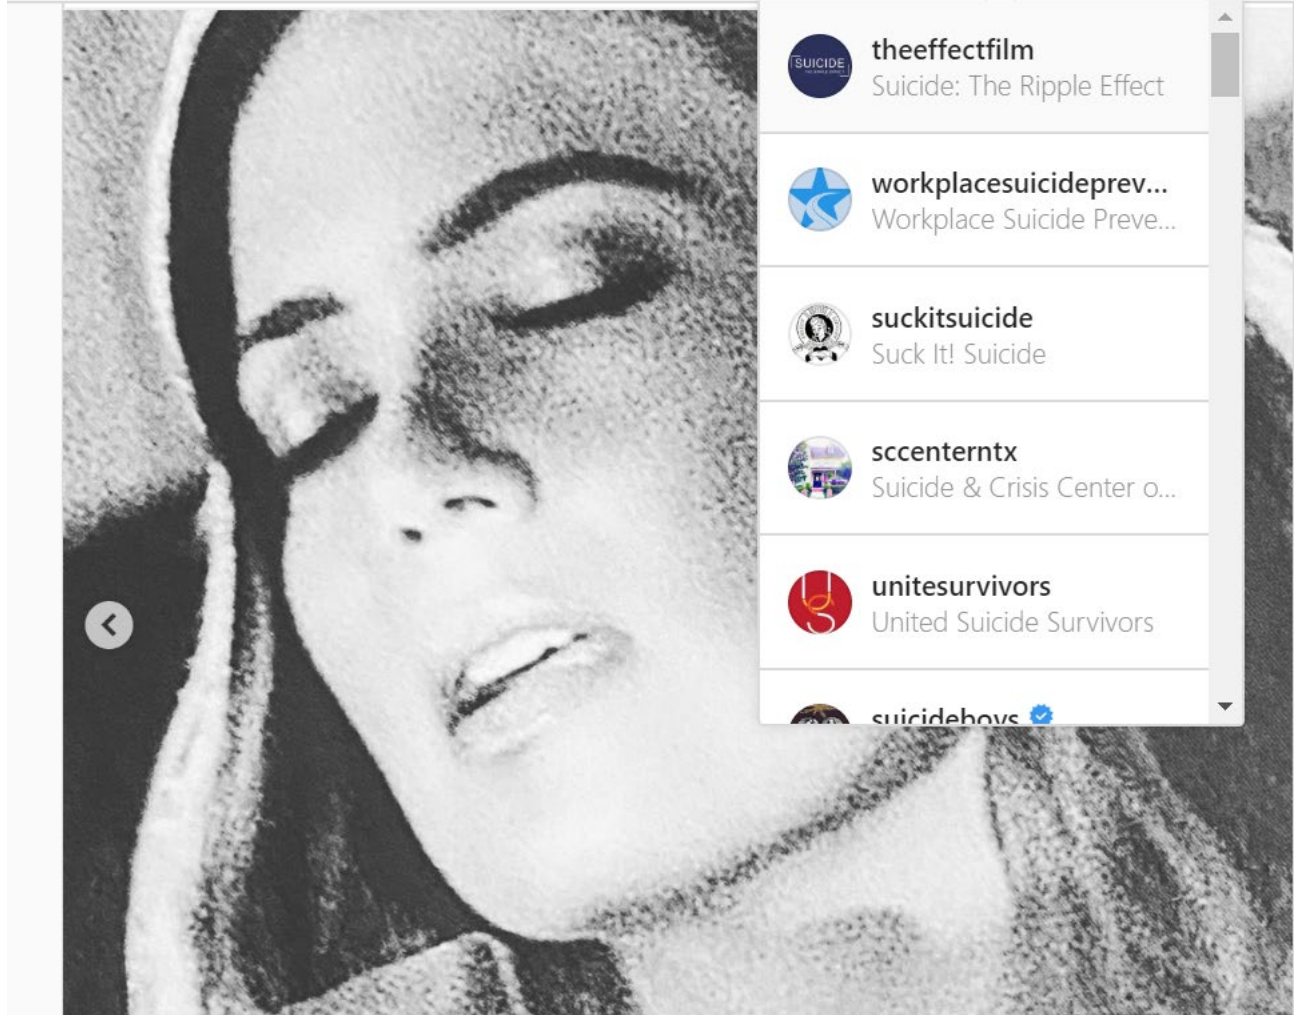 SUICIDE
theeffectfilm
Suicide: The Ripple Effect
workplacesuicideprev...
Workplace Suicide Preve...
suckitsuicide
Suck It! Suicide
sccenterntx
Suicide & Crisis Center o...
unitesurvivors
United Suicide Survivors
suicideboys